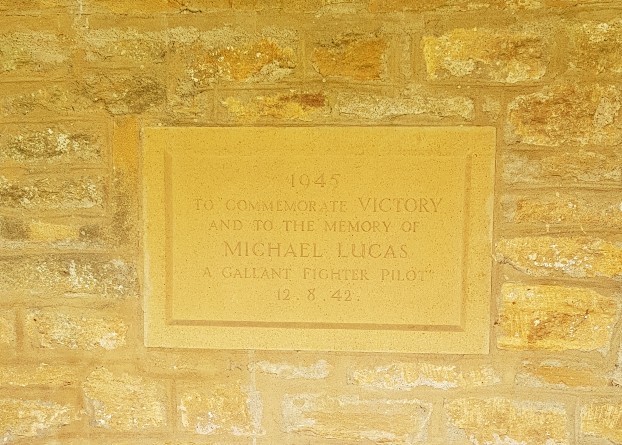 1945
TO COMMEMORATE VICTORY
AND TO THE MEMORY OF
MICHAEL LUCAS
A GALLANT FIGHTER PILOT
12.8.42.